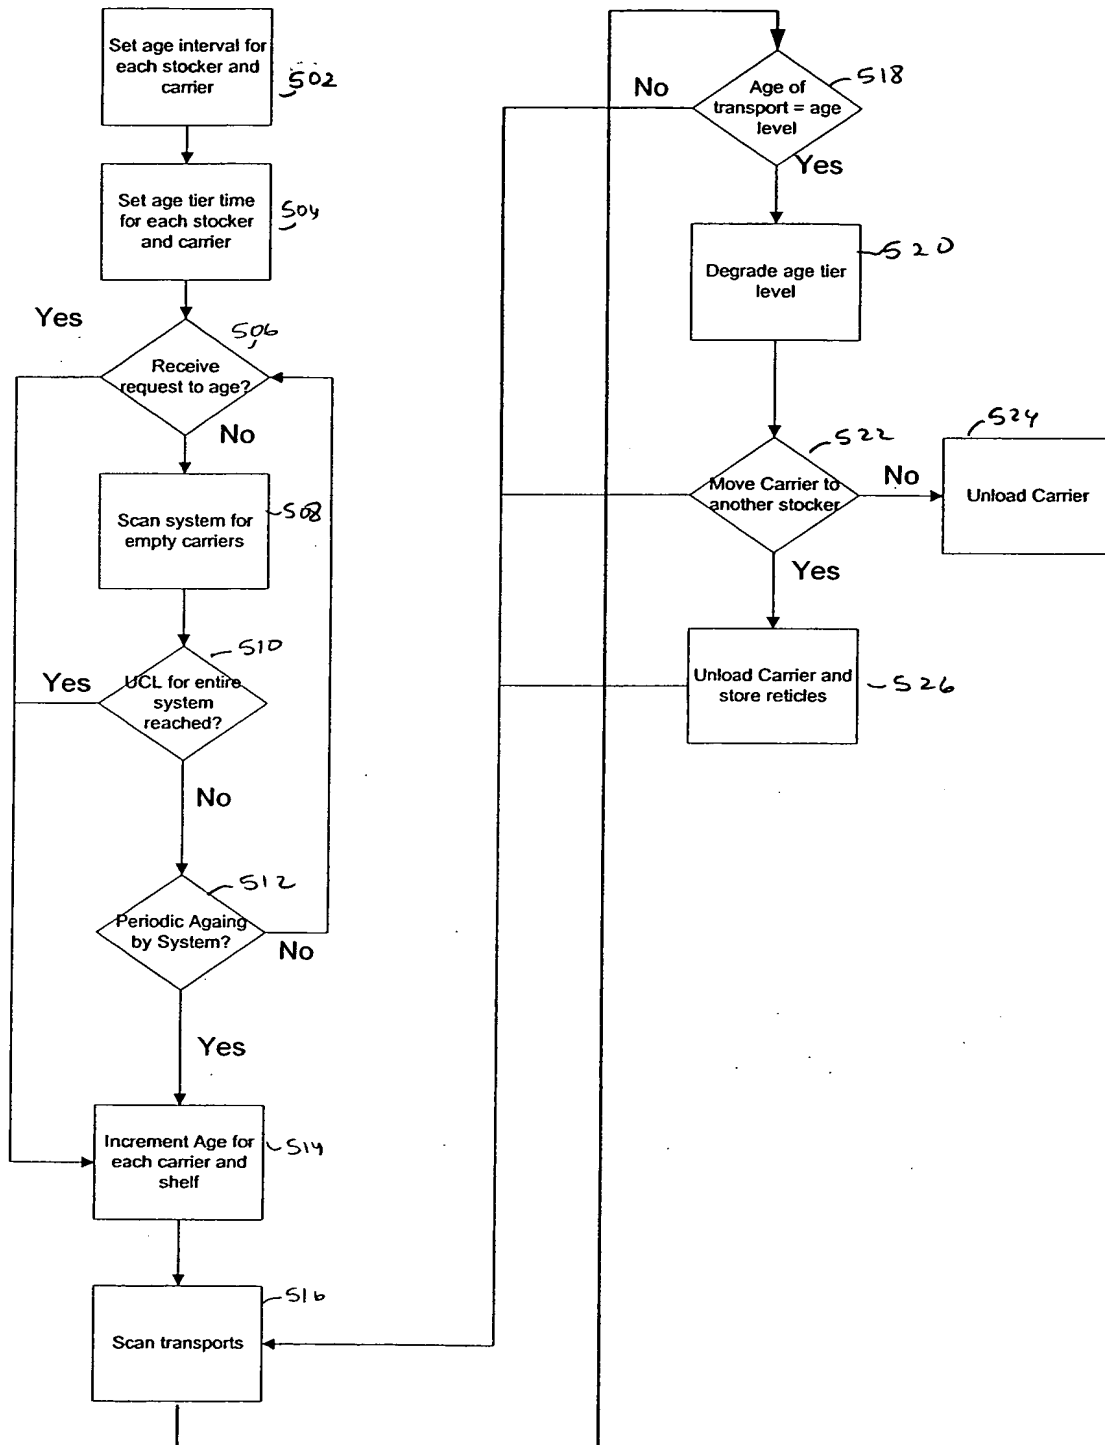 Set age interval for
each stocker and
carrier
502
Set age tier time
for each stocker
and carrier
504
Yes
506
Receive
request to age?
No
Scan system for
empty carriers
508
510
Yes
UCL for entire
system
reached?
No
512
Periodic Againg
by System?
No
Yes
Increment Age for
each carrier and
shelf
514
516
Scan transports
No
518
Age of
transport = age
level
Yes
520
Degrade age tier
level
522
Move Carrier to
another stocker
No
524
Unload Carrier
Yes
Unload Carrier and
store reticles
526